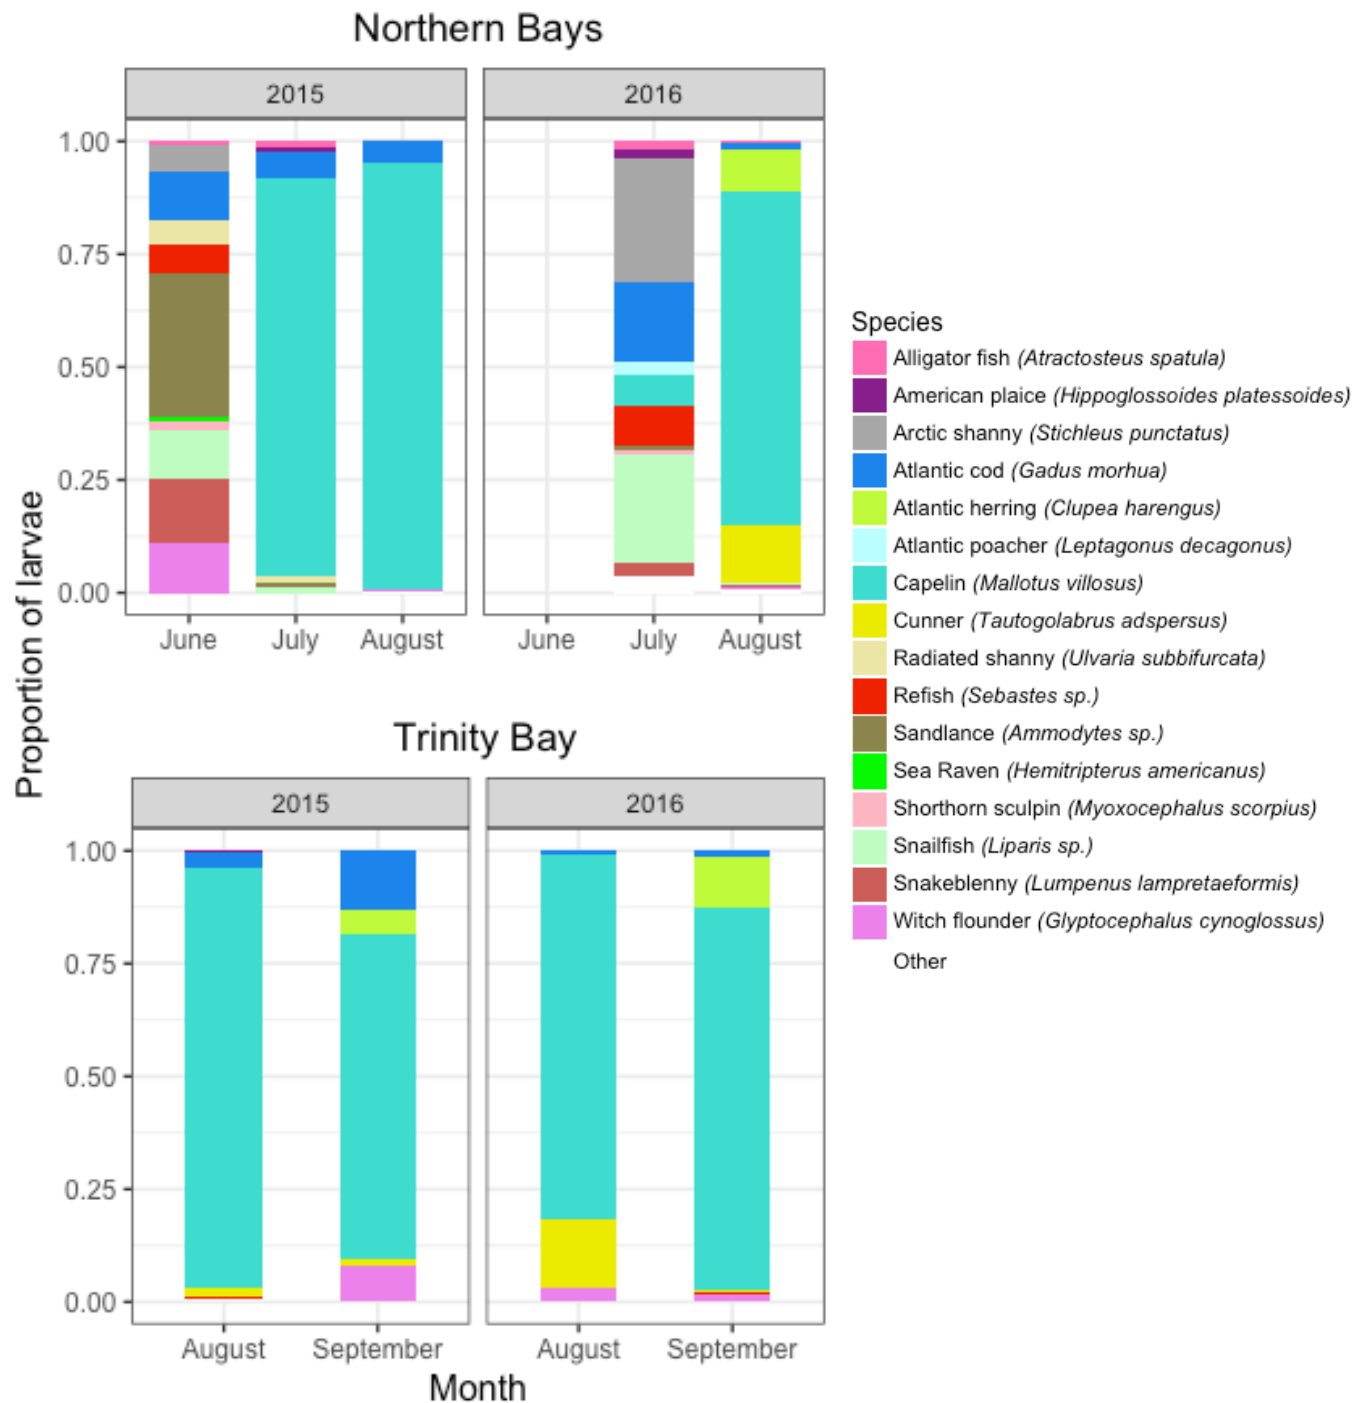 Northern Bays
2015
2016
1.00
0.75
0.50
0.25
0.00
June
July
August
June
July
August
Proportion of larvae
Trinity Bay
2015
2016
1.00
0.75
0.50
0.25
0.00
August
September
August
September
Month
Species
Alligator fish (Atractosteus spatula)
American plaice (Hippoglossoides platessoides)
Arctic shanny (Stichleus punctatus)
Atlantic cod (Gadus morhua)
Atlantic herring (Clupea harengus)
Atlantic poacher (Leptagonus decagonus)
Capelin (Mallotus villosus)
Cunner (Tautogolabrus adspersus)
Radiated shanny (Ulvaria subbifurcata)
Refish (Sebastes sp.)
Sandlance (Ammodytes sp.)
Sea Raven (Hemitripterus americanus)
Shorthorn sculpin (Myoxocephalus scorpius)
Snailfish (Liparis sp.)
Snakeblenny (Lumpenus lampretaeformis)
Witch flounder (Glyptocephalus cynoglossus)
Other